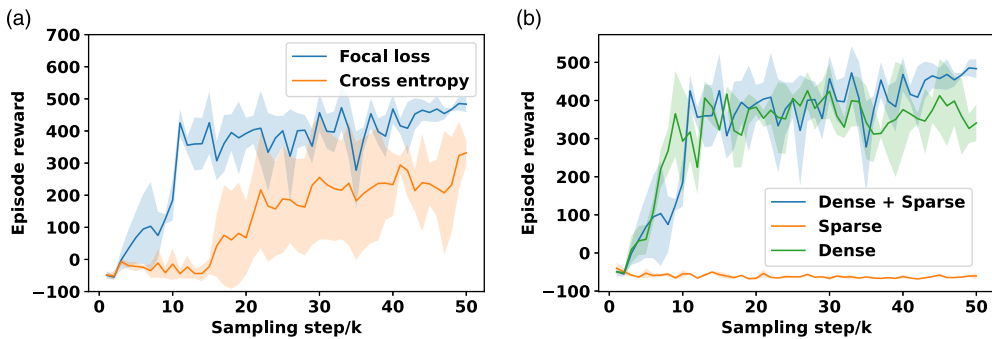 (a)
700
600
500
400
300
200
100
0
−100
Episode reward
Focal loss
Cross entropy
0 10 20 30 40 50
Sampling step/k
(b)
500
400
300
200
100
0
−100
Episode reward
Dense + Sparse
Sparse
Dense
0 10 20 30 40 50
Sampling step/k